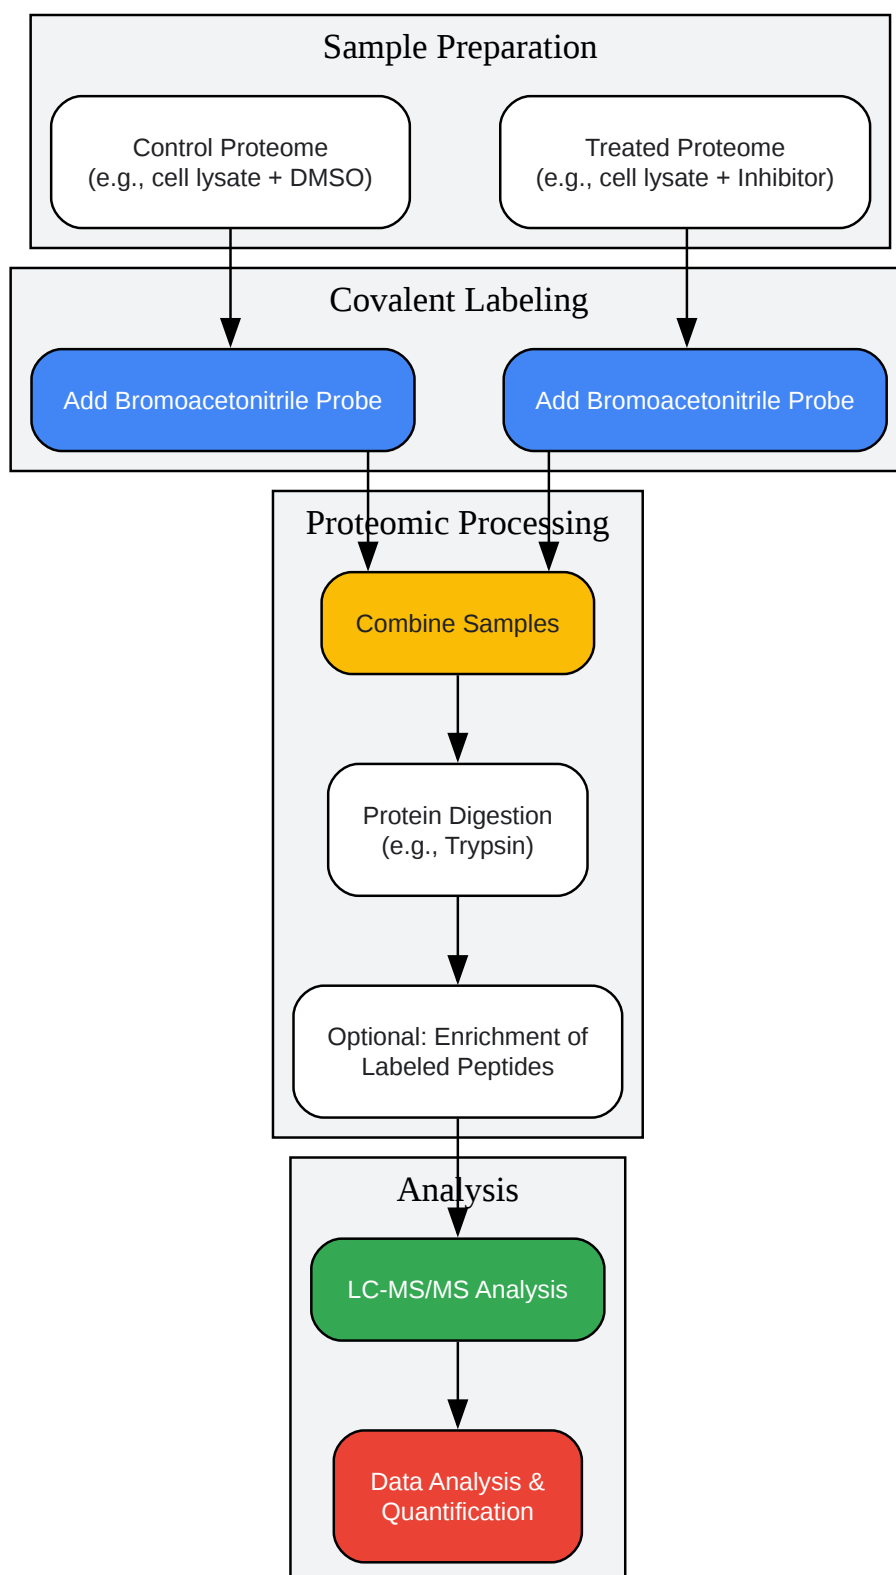 Sample Preparation
Control Proteome
(e.g., cell lysate + DMSO)
Treated Proteome
(e.g., cell lysate + Inhibitor)
Covalent Labeling
Add Bromoacetonitrile Probe
Add Bromoacetonitrile Probe
Proteomic Processing
Combine Samples
Protein Digestion
(e.g., Trypsin)
Optional: Enrichment of
Labeled Peptides
Analysis
LC-MS/MS Analysis
Data Analysis &
Quantification